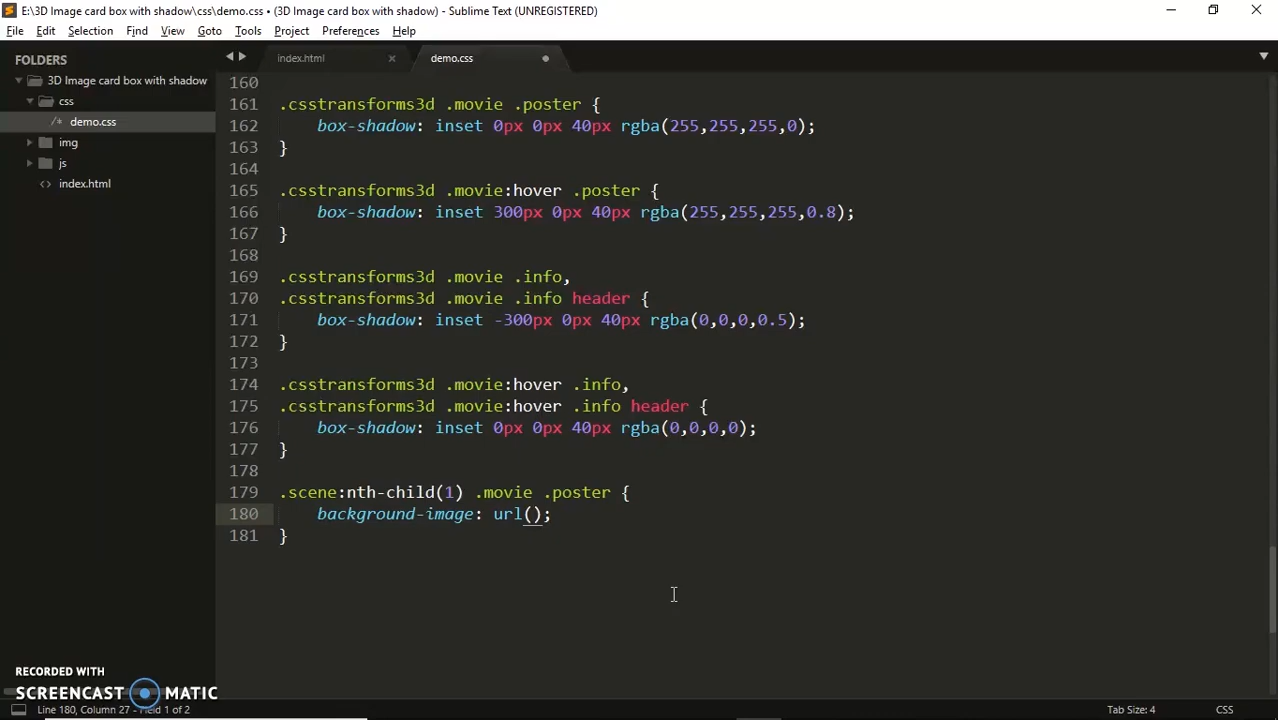 E:\3D Image card box with shadow\css\demo.css • (3D Image card box with shadow) - Sublime Text (UNREGISTERED)
File Edit Selection Find View Goto Tools Project Preferences Help
FOLDERS
3D Image card box with shadow
css
/* demo.css
img
js
<> index.html
index.html × demo.css
160
161 .csstransforms3d .movie .poster {
162 box-shadow: inset 0px 0px 40px rgba(255,255,255,0);
163 }
164
165 .csstransforms3d .movie:hover .poster {
166 box-shadow: inset 300px 0px 40px rgba(255,255,255,0.8);
167 }
168
169 .csstransforms3d .movie .info,
170 .csstransforms3d .movie .info header {
171 box-shadow: inset -300px 0px 40px rgba(0,0,0,0.5);
172 }
173
174 .csstransforms3d .movie:hover .info,
175 .csstransforms3d .movie:hover .info header {
176 box-shadow: inset 0px 0px 40px rgba(0,0,0,0);
177 }
178
179 .scene:nth-child(1) .movie .poster {
180 background-image: url();
181 }
RECORDED WITH
SCREENCAST MATIC
Line 180, Column 27 - Field 1 of 2
Tab Size: 4
CSS